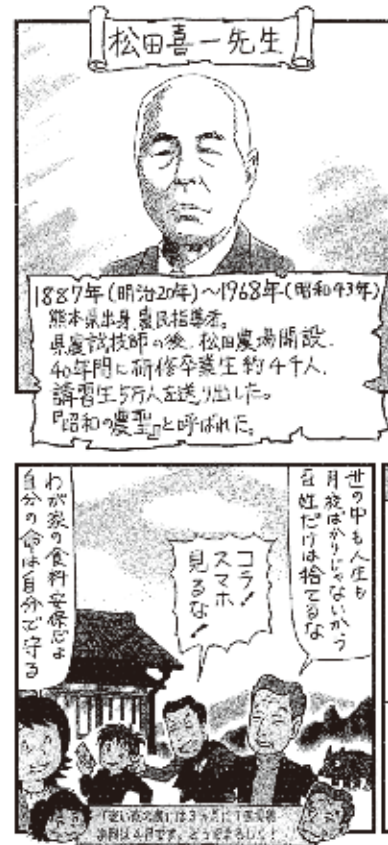 松田喜一先生
1887年(明治20年)～1968年(昭和43年)
熊本県出身、農民指導者。
県農試技師の後、松田農場開設、
40年間に研修卒業生約4千人、
講習生5万人を送り出した。
『昭和の農聖』と呼ばれた。
世の中も人生も
月夜ばかりじゃないから
百姓だけは捨てるな
コラ!
スマホ
見るな!
わが家の食料安保だよ
自分の命は自分で守る